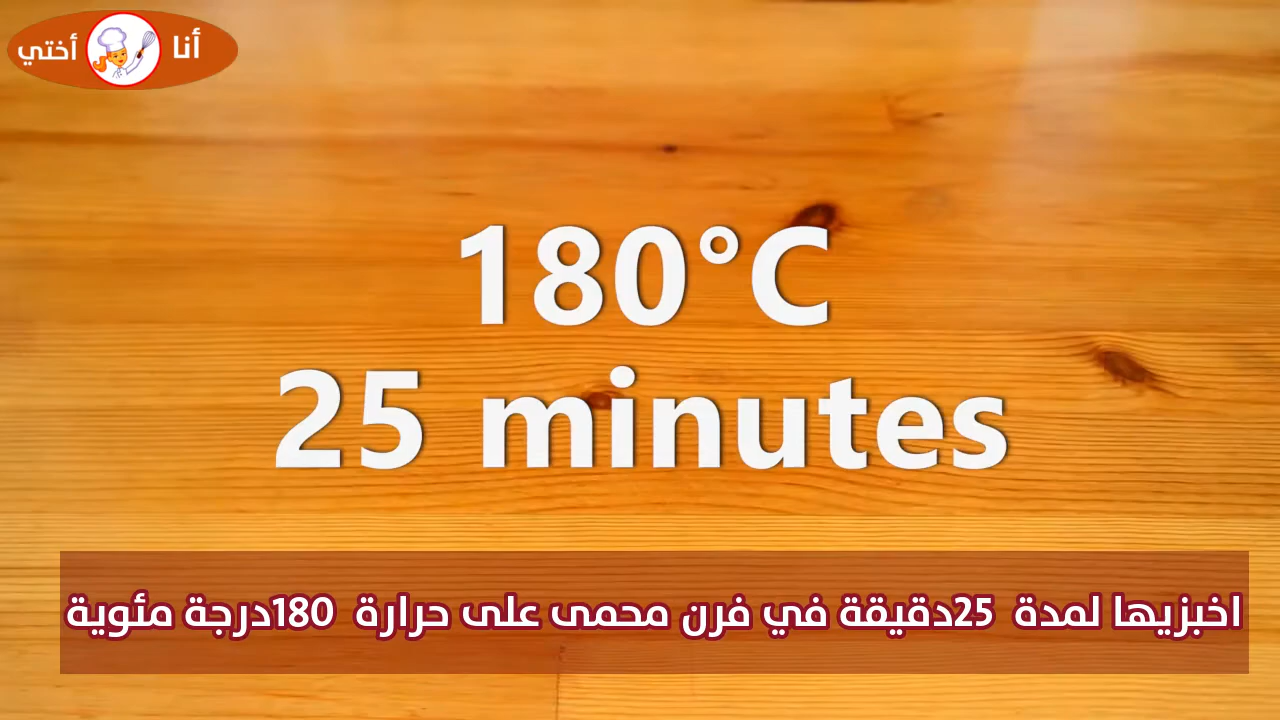 أنا أختي
180°C
25 minutes
اخبزيها لمدة 25دقيقة في فرن محمى على حرارة 180درجة مئوية